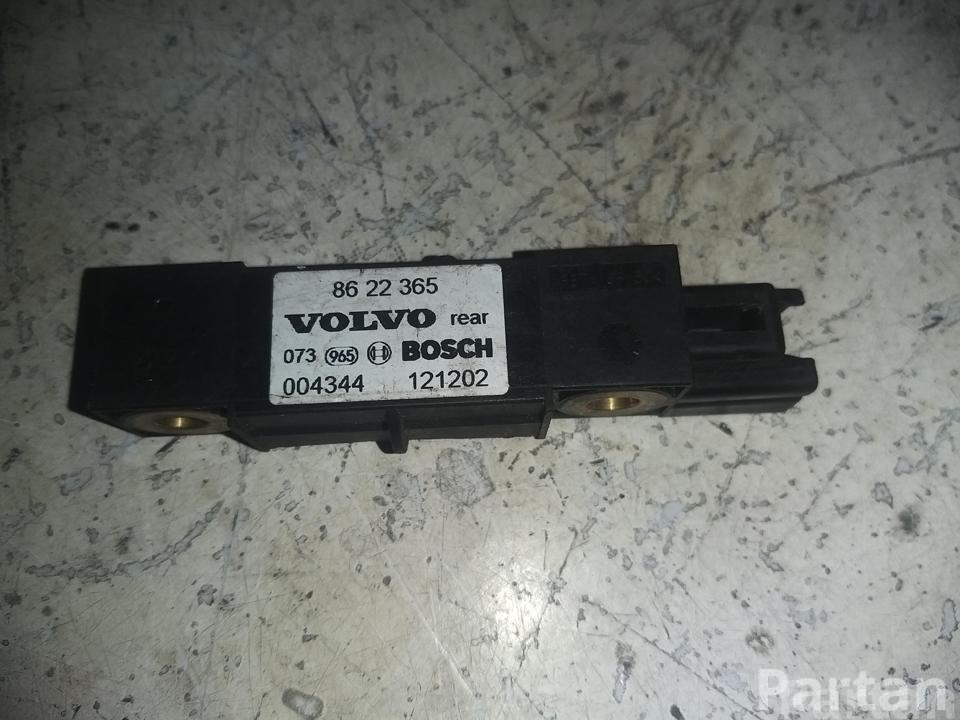 86 22 365
VOLVO rear
073 965 BOSCH
004344 121202
Partan